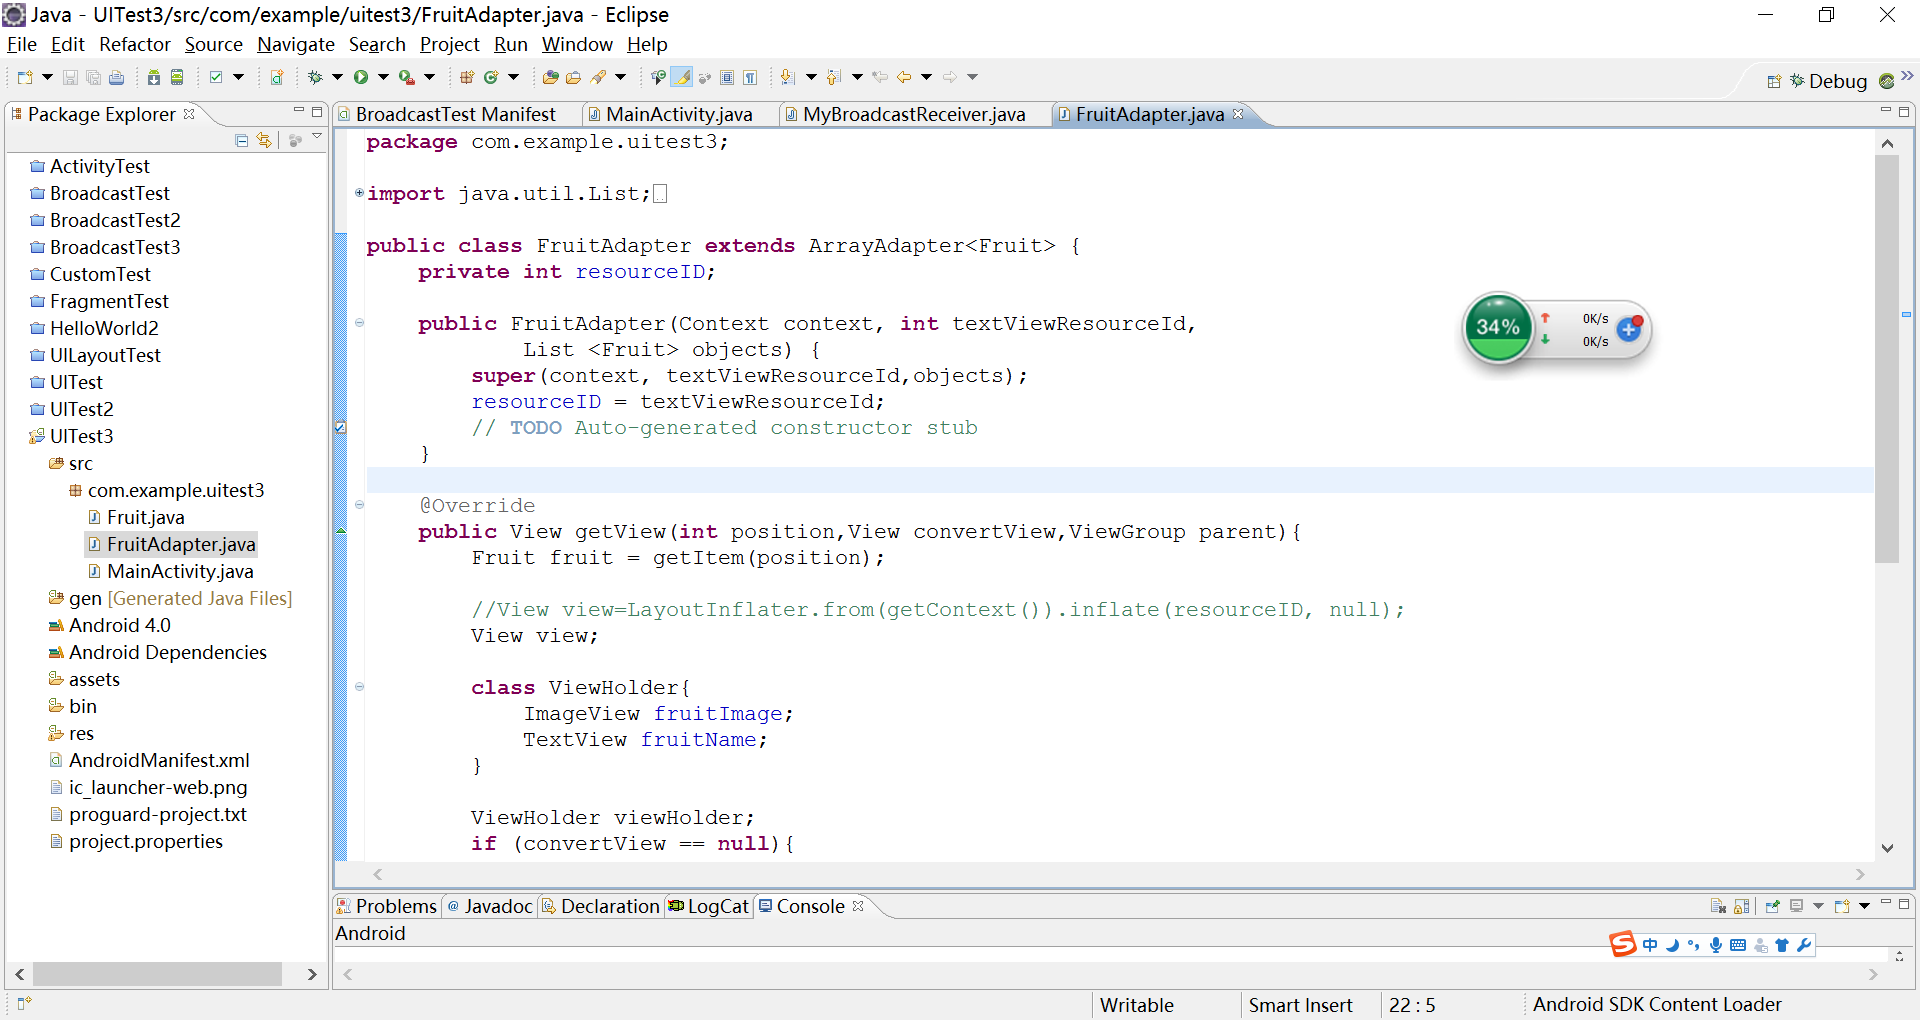 Java - UITest3/src/com/example/uitest3/FruitAdapter.java - Eclipse
File Edit Refactor Source Navigate Search Project Run Window Help
Debug
Package Explorer
ActivityTest
BroadcastTest
BroadcastTest2
BroadcastTest3
CustomTest
FragmentTest
HelloWorld2
UILayoutTest
UITest
UITest2
UITest3
src
com.example.uitest3
Fruit.java
FruitAdapter.java
MainActivity.java
gen [Generated Java Files]
Android 4.0
Android Dependencies
assets
bin
res
AndroidManifest.xml
ic_launcher-web.png
proguard-project.txt
project.properties
BroadcastTest Manifest MainActivity.java MyBroadcastReceiver.java FruitAdapter.java
package com.example.uitest3;
import java.util.List;
public class FruitAdapter extends ArrayAdapter<Fruit> {
private int resourceID;
public FruitAdapter(Context context, int textViewResourceId,
List <Fruit> objects) {
super(context, textViewResourceId,objects);
resourceID = textViewResourceId;
// TODO Auto-generated constructor stub
}
@Override
public View getView(int position,View convertView,ViewGroup parent){
Fruit fruit = getItem(position);
//View view=LayoutInflater.from(getContext()).inflate(resourceID, null);
View view;
class ViewHolder{
ImageView fruitImage;
TextView fruitName;
}
ViewHolder viewHolder;
if (convertView == null){
34%
0K/s
0K/s
Problems Javadoc Declaration LogCat Console
Android
中
Writable Smart Insert 22 : 5 Android SDK Content Loader